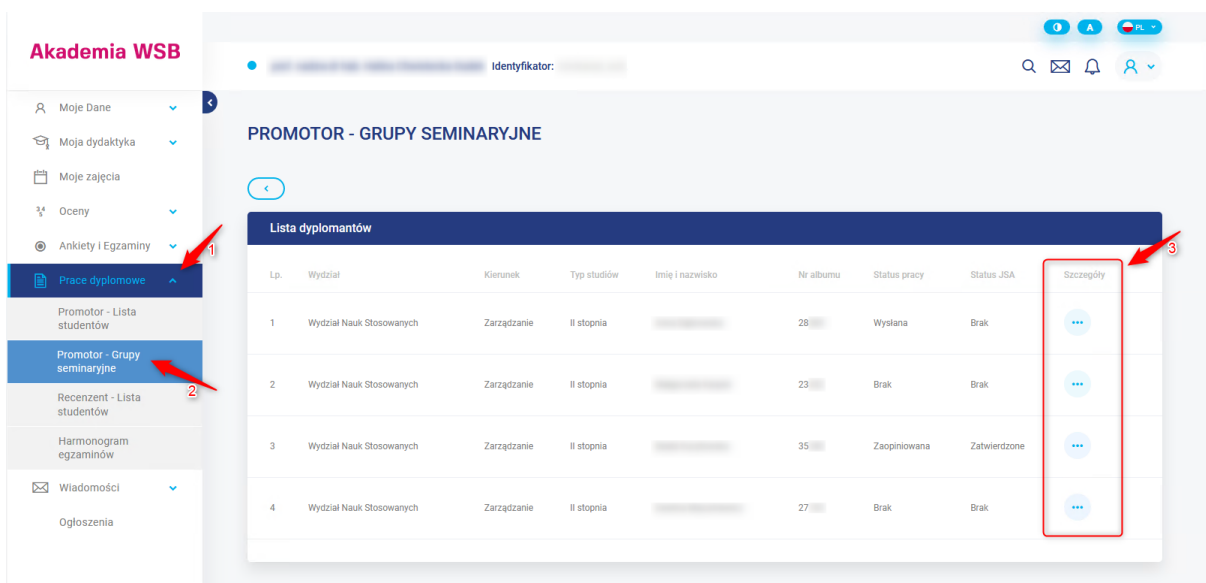 PL
Akademia WSB
Identyfikator:
Moje Dane
Moja dydaktyka
Moje zajęcia
Oceny
Ankiety i Egzaminy
1
Prace dyplomowe
Promotor - Lista
studentów
Promotor - Grupy
seminaryjne
2
Recenzent - Lista
studentów
Harmonogram
egzaminów
Wiadomości
Ogłoszenia
PROMOTOR - GRUPY SEMINARYJNE
Lista dyplomantów
3
Lp. Wydział Kierunek Typ studiów Imię i nazwisko Nr albumu Status pracy Status JSA Szczegóły
1 Wydział Nauk Stosowanych Zarządzanie II stopnia 28 Wysłana Brak
2 Wydział Nauk Stosowanych Zarządzanie II stopnia 23 Brak Brak
3 Wydział Nauk Stosowanych Zarządzanie II stopnia 35 Zaopiniowana Zatwierdzone
4 Wydział Nauk Stosowanych Zarządzanie II stopnia 27 Brak Brak